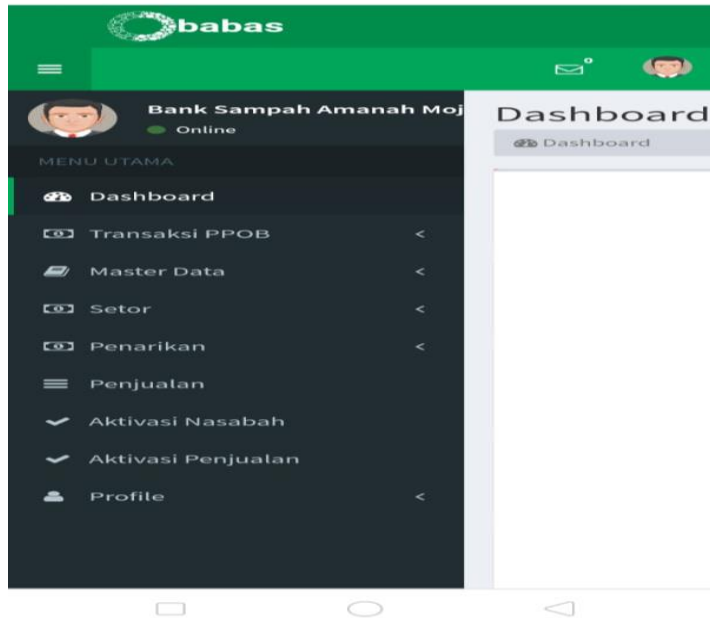 babas
0
Bank Sampah Amanah Moj
Online
MENU UTAMA
Dashboard
Transaksi PPOB <
Master Data <
Setor <
Penarikan <
Penjualan
Aktivasi Nasabah
Aktivasi Penjualan
Profile <
Dashboard
Dashboard